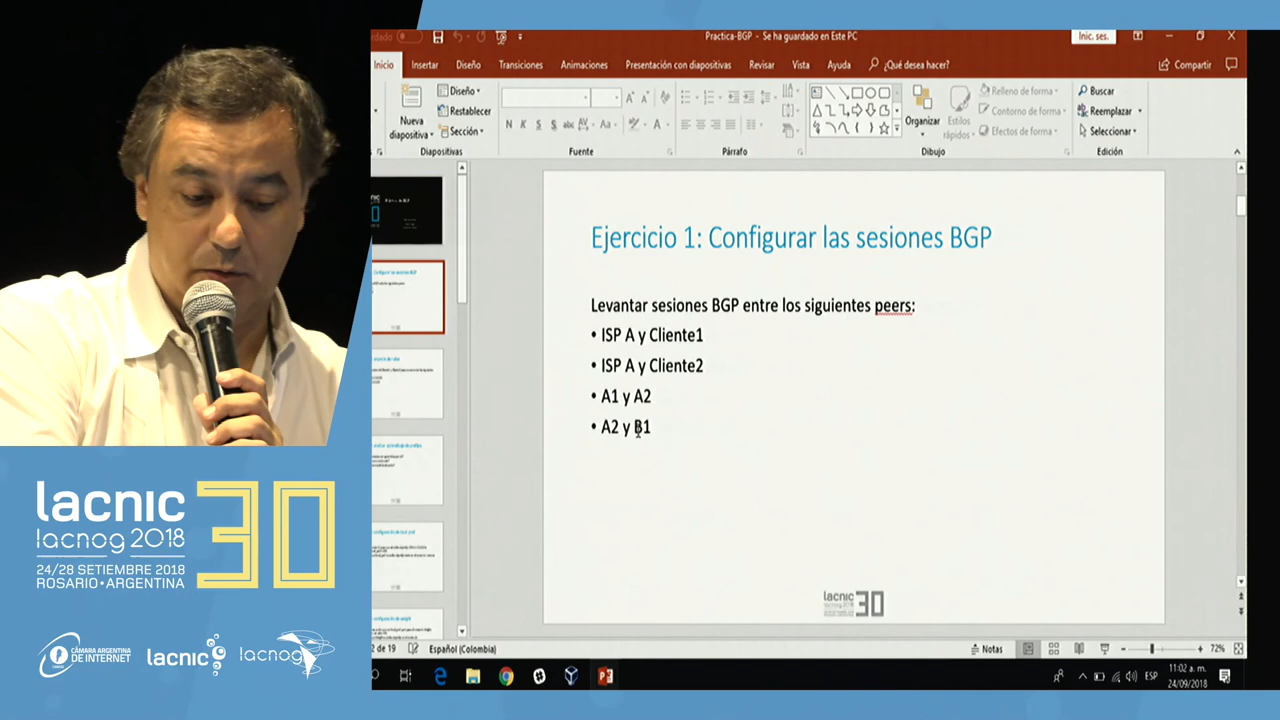 Practica-BGP - Se ha guardado en Este PC
Inic. ses.
Inicio
Insertar
Diseño
Transiciones
Animaciones
Presentación con diapositivas
Revisar
Vista
Ayuda
¿Qué desea hacer?
Compartir
Nueva
diapositiva
Diseño
Restablecer
Sección
Diapositivas
N K S S abc AV Aa A
Fuente
Párrafo
Organizar
Estilos
rápidos
Relleno de forma
Contorno de forma
Efectos de forma
Dibujo
Buscar
Reemplazar
Seleccionar
Edición
Ejercicio 1: Configurar las sesiones BGP
Levantar sesiones BGP entre los siguientes peers:
• ISP A y Cliente1
• ISP A y Cliente2
• A1 y A2
• A2 y B1
lacnic 30
lacnog 2018
de 19
Español (Colombia)
Notas
72%
ESP
11:02 a. m.
24/09/2018
lacnic 30
lacnog 2018
24/28 SETIEMBRE 2018
ROSARIO•ARGENTINA
CÁMARA ARGENTINA
DE INTERNET
lacnic
lacnog